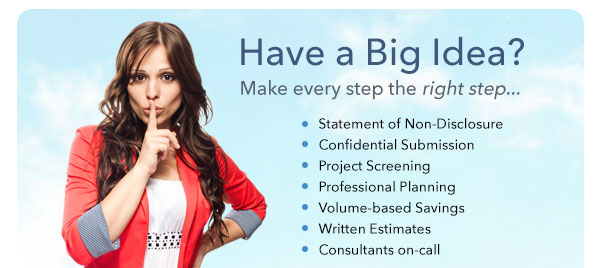 Have a Big Idea?
Make every step the right step...
• Statement of Non-Disclosure
• Confidential Submission
• Project Screening
• Professional Planning
• Volume-based Savings
• Written Estimates
• Consultants on-call